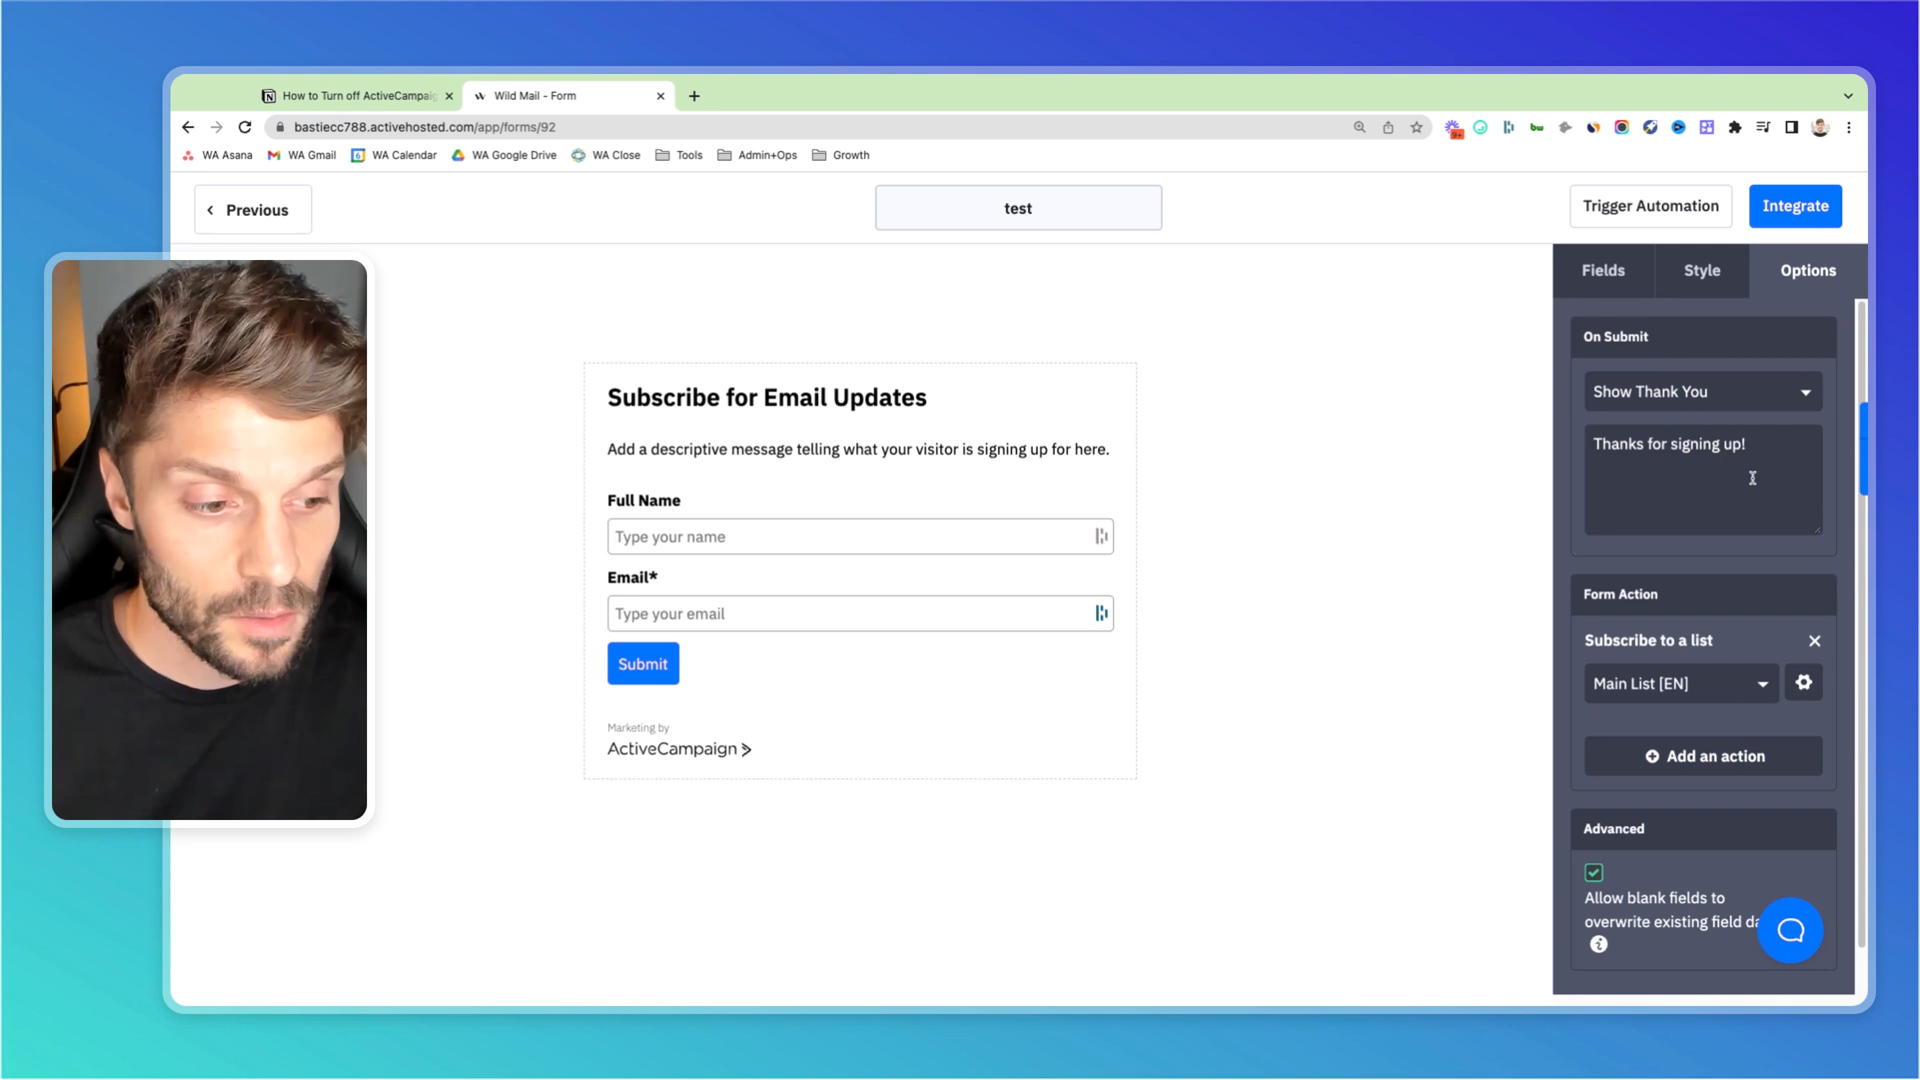 How to Turn off ActiveCampaig
Wild Mail - Form
bastiecc788.activehosted.com/app/forms/92
9+
bw
WA Asana
WA Gmail
WA Calendar
WA Google Drive
WA Close
Tools
Admin+Ops
Growth
Previous
test
Trigger Automation
Integrate
Fields
Style
Options
On Submit
Show Thank You
Thanks for signing up!
Subscribe for Email Updates
Add a descriptive message telling what your visitor is signing up for here.
Full Name
Type your name
Email*
Type your email
Submit
Marketing by
ActiveCampaign >
Form Action
Subscribe to a list
Main List [EN]
Add an action
Advanced
Allow blank fields to
overwrite existing field da